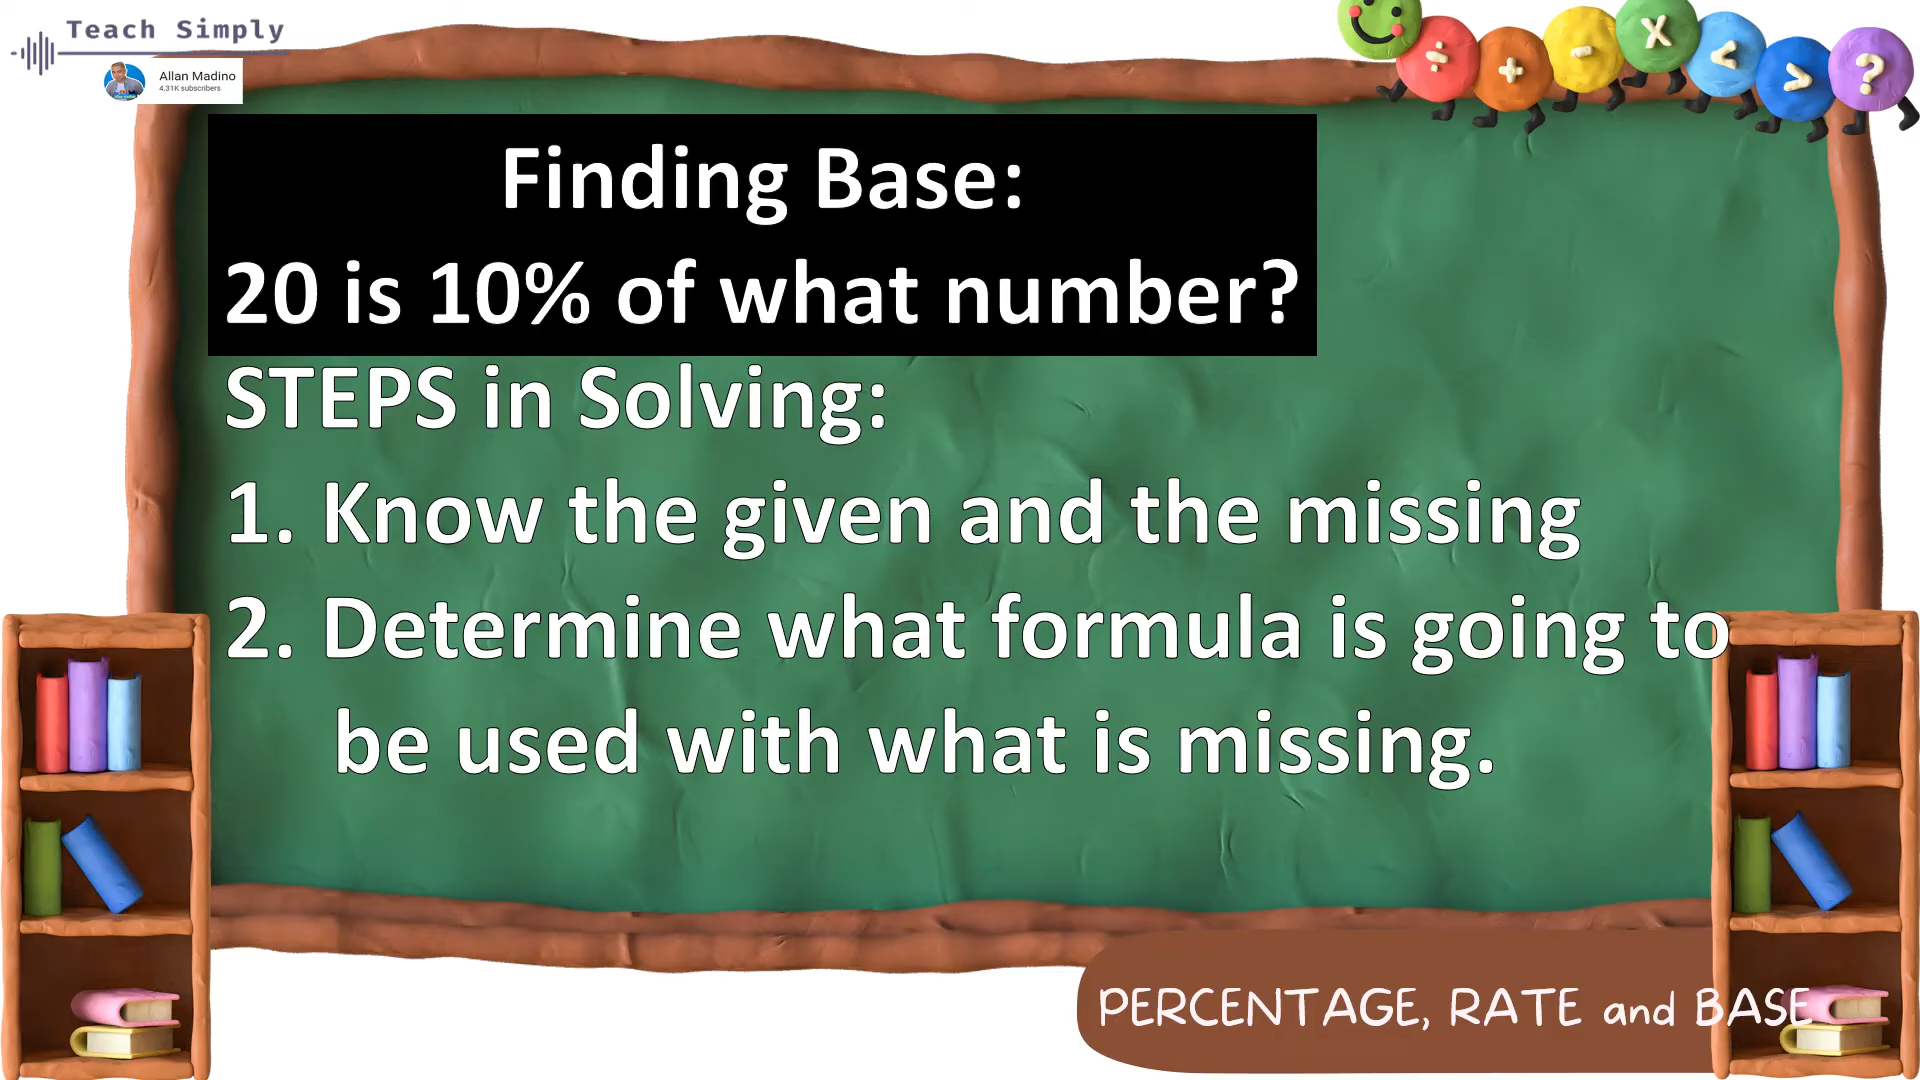 Teach Simply
Allan Madino
4.31K subscribers
÷ + - x < > ?
Finding Base:
20 is 10% of what number?
STEPS in Solving:
1. Know the given and the missing
2. Determine what formula is going to
be used with what is missing.
PERCENTAGE, RATE and BASE